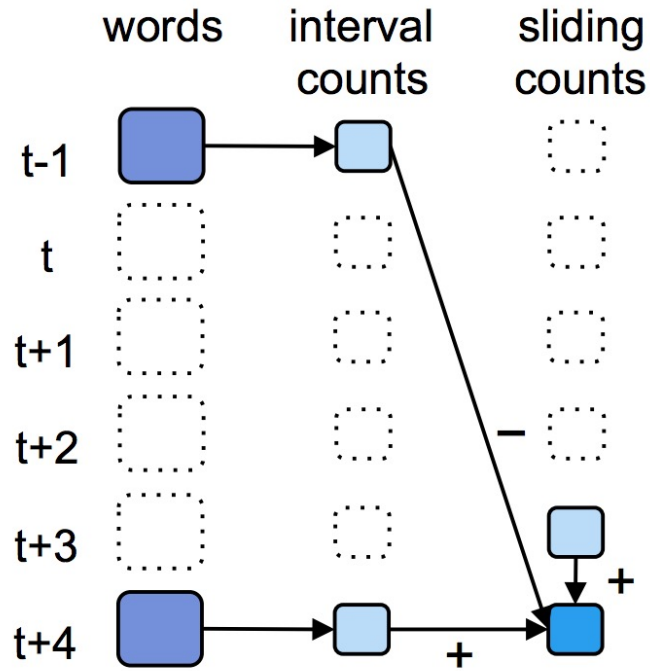 words interval sliding
counts counts
t-1
t
t+1
t+2
−
t+3
+
t+4
+